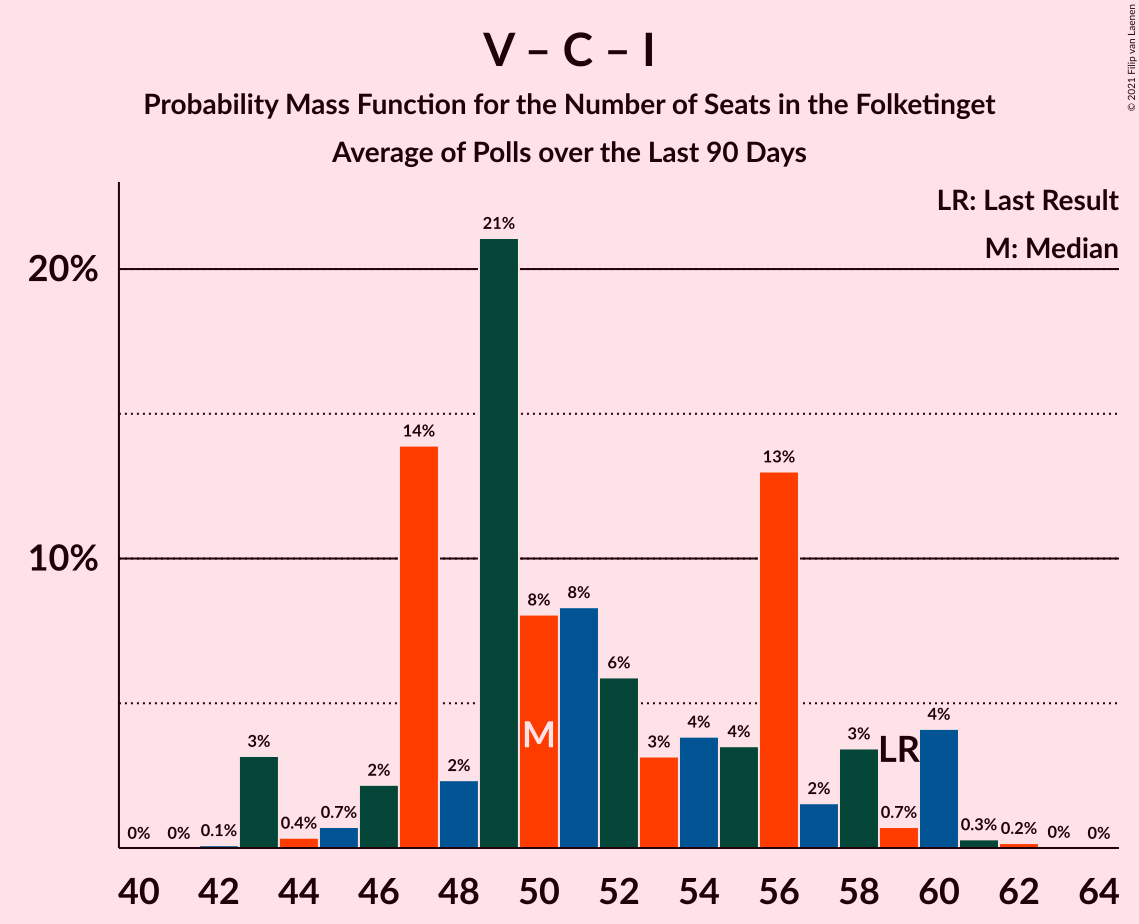 V – C – I
Probability Mass Function for the Number of Seats in the Folketinget
Average of Polls over the Last 90 Days
© 2021 Filip van Laenen
LR: Last Result
M: Median
20%
10%
0% 0% 0.1% 3% 0.4% 0.7% 2% 14% 2% 21% 8% 8% 6% 3% 4% 4% 13% 2% 3% 0.7% 4% 0.3% 0.2% 0% 0%
M
LR
40 42 44 46 48 50 52 54 56 58 60 62 64